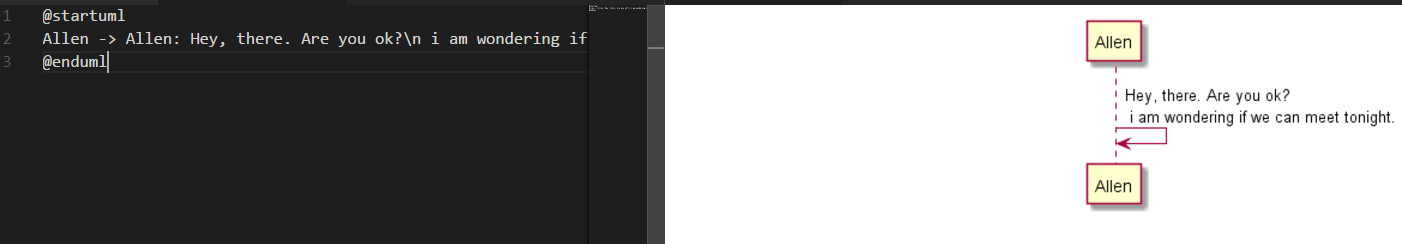 1 @startuml
2 Allen -> Allen: Hey, there. Are you ok?\n i am wondering if
3 @enduml
Allen
Hey, there. Are you ok?
i am wondering if we can meet tonight.
Allen